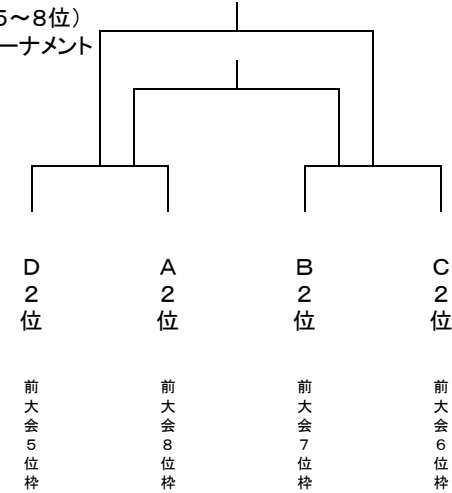 5～8位）
ーナメント
D2位
A2位
B2位
C2位
前大会5位枠
前大会8位枠
前大会7位枠
前大会6位枠